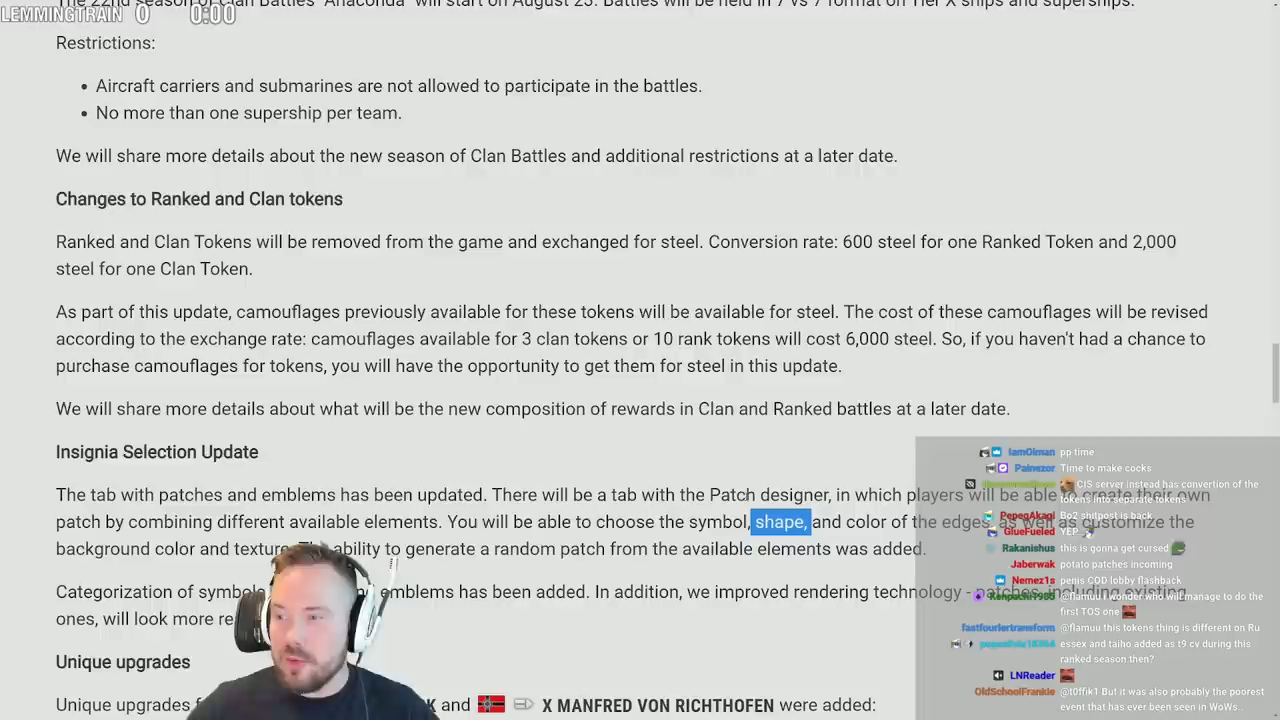 The 22nd season of Clan Battles "Anaconda" will start on August 23. Battles will be held in 7 vs 7 format on Tier X ships and superships.
LEMMINGTRAIN 0 0:00
Restrictions:
• Aircraft carriers and submarines are not allowed to participate in the battles.
• No more than one supership per team.
We will share more details about the new season of Clan Battles and additional restrictions at a later date.
Changes to Ranked and Clan tokens
Ranked and Clan Tokens will be removed from the game and exchanged for steel. Conversion rate: 600 steel for one Ranked Token and 2,000
steel for one Clan Token.
As part of this update, camouflages previously available for these tokens will be available for steel. The cost of these camouflages will be revised
according to the exchange rate: camouflages available for 3 clan tokens or 10 rank tokens will cost 6,000 steel. So, if you haven't had a chance to
purchase camouflages for tokens, you will have the opportunity to get them for steel in this update.
We will share more details about what will be the new composition of rewards in Clan and Ranked battles at a later date.
Insignia Selection Update
The tab with patches and emblems has been updated. There will be a tab with the Patch designer, in which players will be able to create their own
patch by combining different available elements. You will be able to choose the symbol, shape, and color of the edges, as well as customize the
background color and texture. The ability to generate a random patch from the available elements was added.
Categorization of symbols emblems has been added. In addition, we improved rendering technology - patches, including existing
ones, will look more
Unique upgrades
Unique upgrades and X MANFRED VON RICHTHOFEN were added:
IamOiman pp time
Painezor Time to make cocks
CIS server instead has convertion of the
tokens into separate tokens
PepegAkagi Bo2 shitpost is back
GlueFueled YEP
Rakanishus this is gonna get cursed
Jaberwak potato patches incoming
Nemez1s penis COD lobby flashback
Kenpachi1985 @flamuu I wonder who will manage to do the
first TOS one
fastfouriertransform @flamuu this tokens thing is different on Ru
essex and taiho added as t9 cv during this
ranked season then?
LNReader
OldSchoolFrankie @t0ffik1 But it was also probably the poorest
event that has ever been seen in WoWs..